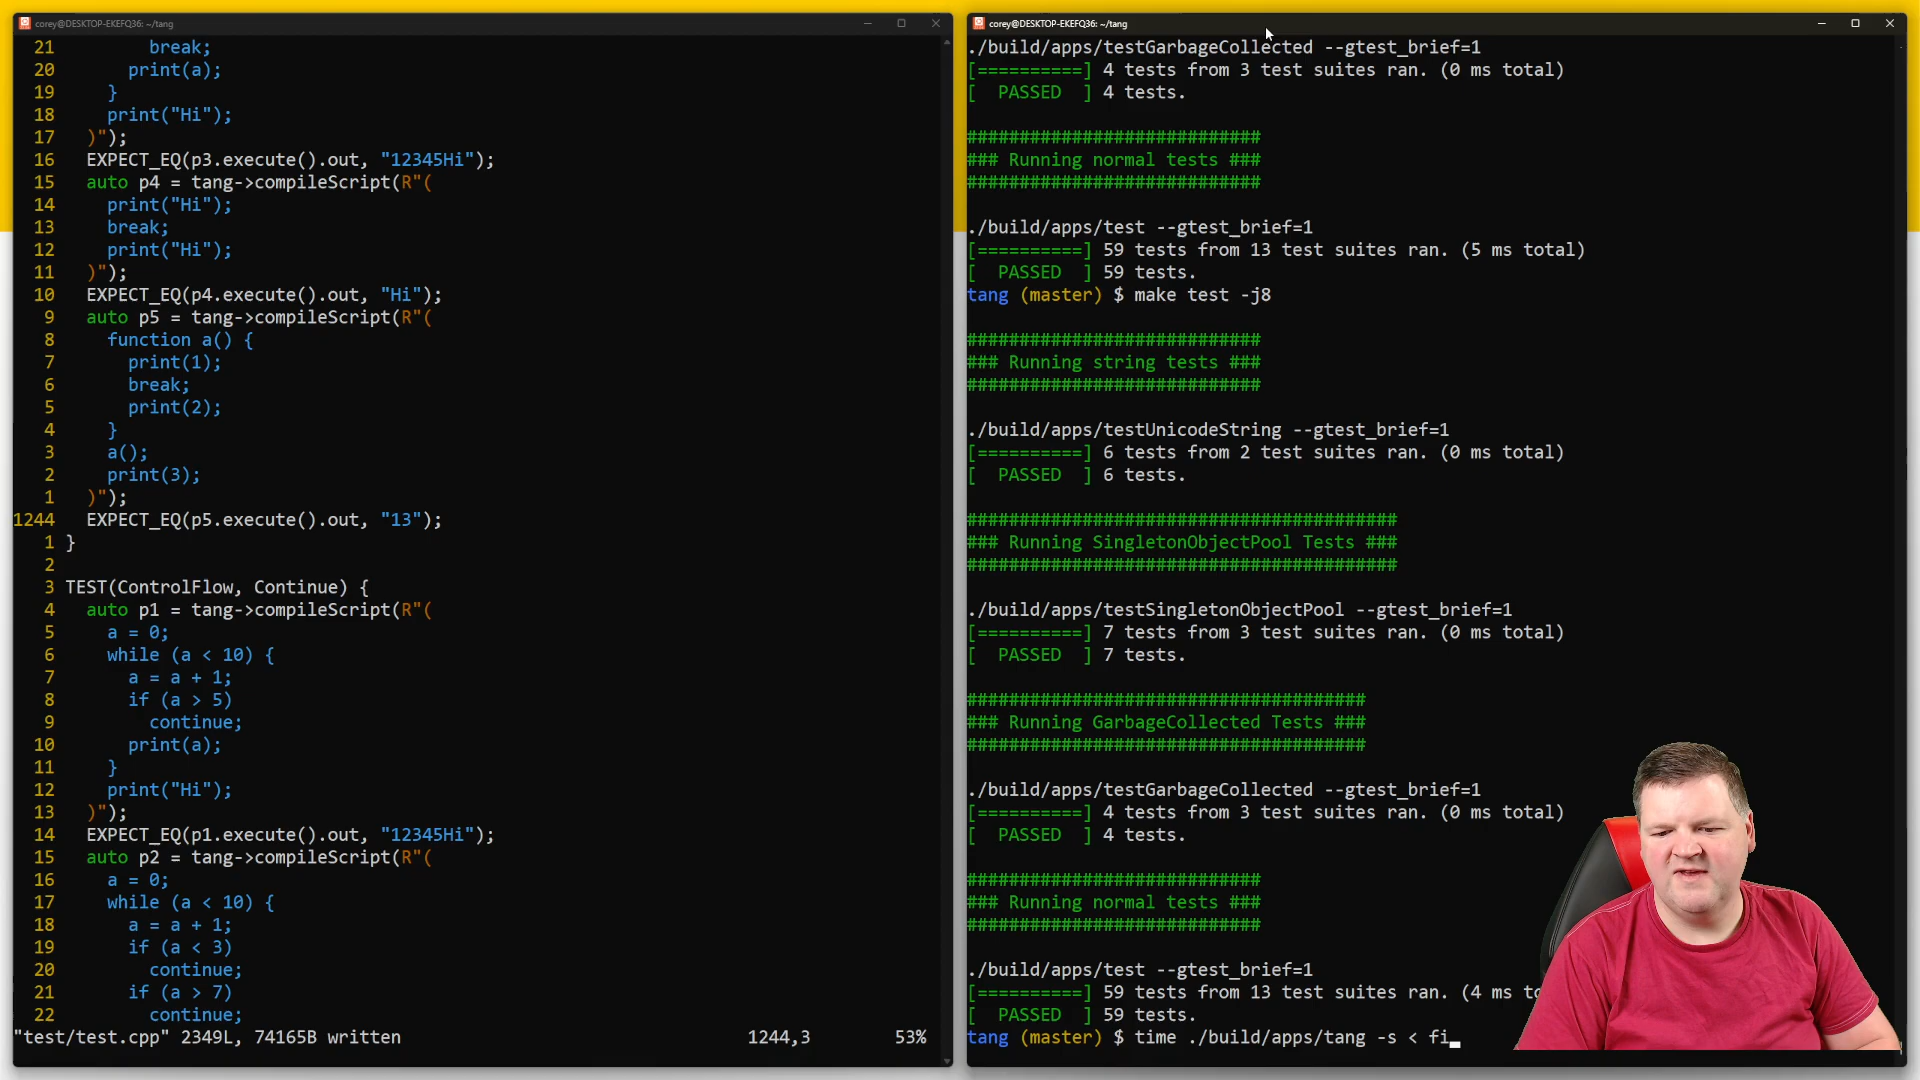 corey@DESKTOP-EKEFQ36: ~/tang
21 break;
20 print(a);
19 }
18 print("Hi");
17 )");
16 EXPECT_EQ(p3.execute().out, "12345Hi");
15 auto p4 = tang->compileScript(R"(
14 print("Hi");
13 break;
12 print("Hi");
11 )");
10 EXPECT_EQ(p4.execute().out, "Hi");
9 auto p5 = tang->compileScript(R"(
8 function a() {
7 print(1);
6 break;
5 print(2);
4 }
3 a();
2 print(3);
1 )");
1244 EXPECT_EQ(p5.execute().out, "13");
1 }
2
3 TEST(ControlFlow, Continue) {
4 auto p1 = tang->compileScript(R"(
5 a = 0;
6 while (a < 10) {
7 a = a + 1;
8 if (a > 5)
9 continue;
10 print(a);
11 }
12 print("Hi");
13 )");
14 EXPECT_EQ(p1.execute().out, "12345Hi");
15 auto p2 = tang->compileScript(R"(
16 a = 0;
17 while (a < 10) {
18 a = a + 1;
19 if (a < 3)
20 continue;
21 if (a > 7)
22 continue;
"test/test.cpp" 2349L, 74165B written 1244,3 53%
corey@DESKTOP-EKEFQ36: ~/tang
./build/apps/testGarbageCollected --gtest_brief=1
[==========] 4 tests from 3 test suites ran. (0 ms total)
[  PASSED  ] 4 tests.
############################
### Running normal tests ###
############################
./build/apps/test --gtest_brief=1
[==========] 59 tests from 13 test suites ran. (5 ms total)
[  PASSED  ] 59 tests.
tang (master) $ make test -j8
############################
### Running string tests ###
############################
./build/apps/testUnicodeString --gtest_brief=1
[==========] 6 tests from 2 test suites ran. (0 ms total)
[  PASSED  ] 6 tests.
#########################################
### Running SingletonObjectPool Tests ###
#########################################
./build/apps/testSingletonObjectPool --gtest_brief=1
[==========] 7 tests from 3 test suites ran. (0 ms total)
[  PASSED  ] 7 tests.
######################################
### Running GarbageCollected Tests ###
######################################
./build/apps/testGarbageCollected --gtest_brief=1
[==========] 4 tests from 3 test suites ran. (0 ms total)
[  PASSED  ] 4 tests.
############################
### Running normal tests ###
############################
./build/apps/test --gtest_brief=1
[==========] 59 tests from 13 test suites ran. (4 ms
[  PASSED  ] 59 tests.
tang (master) $ time ./build/apps/tang -s < fi